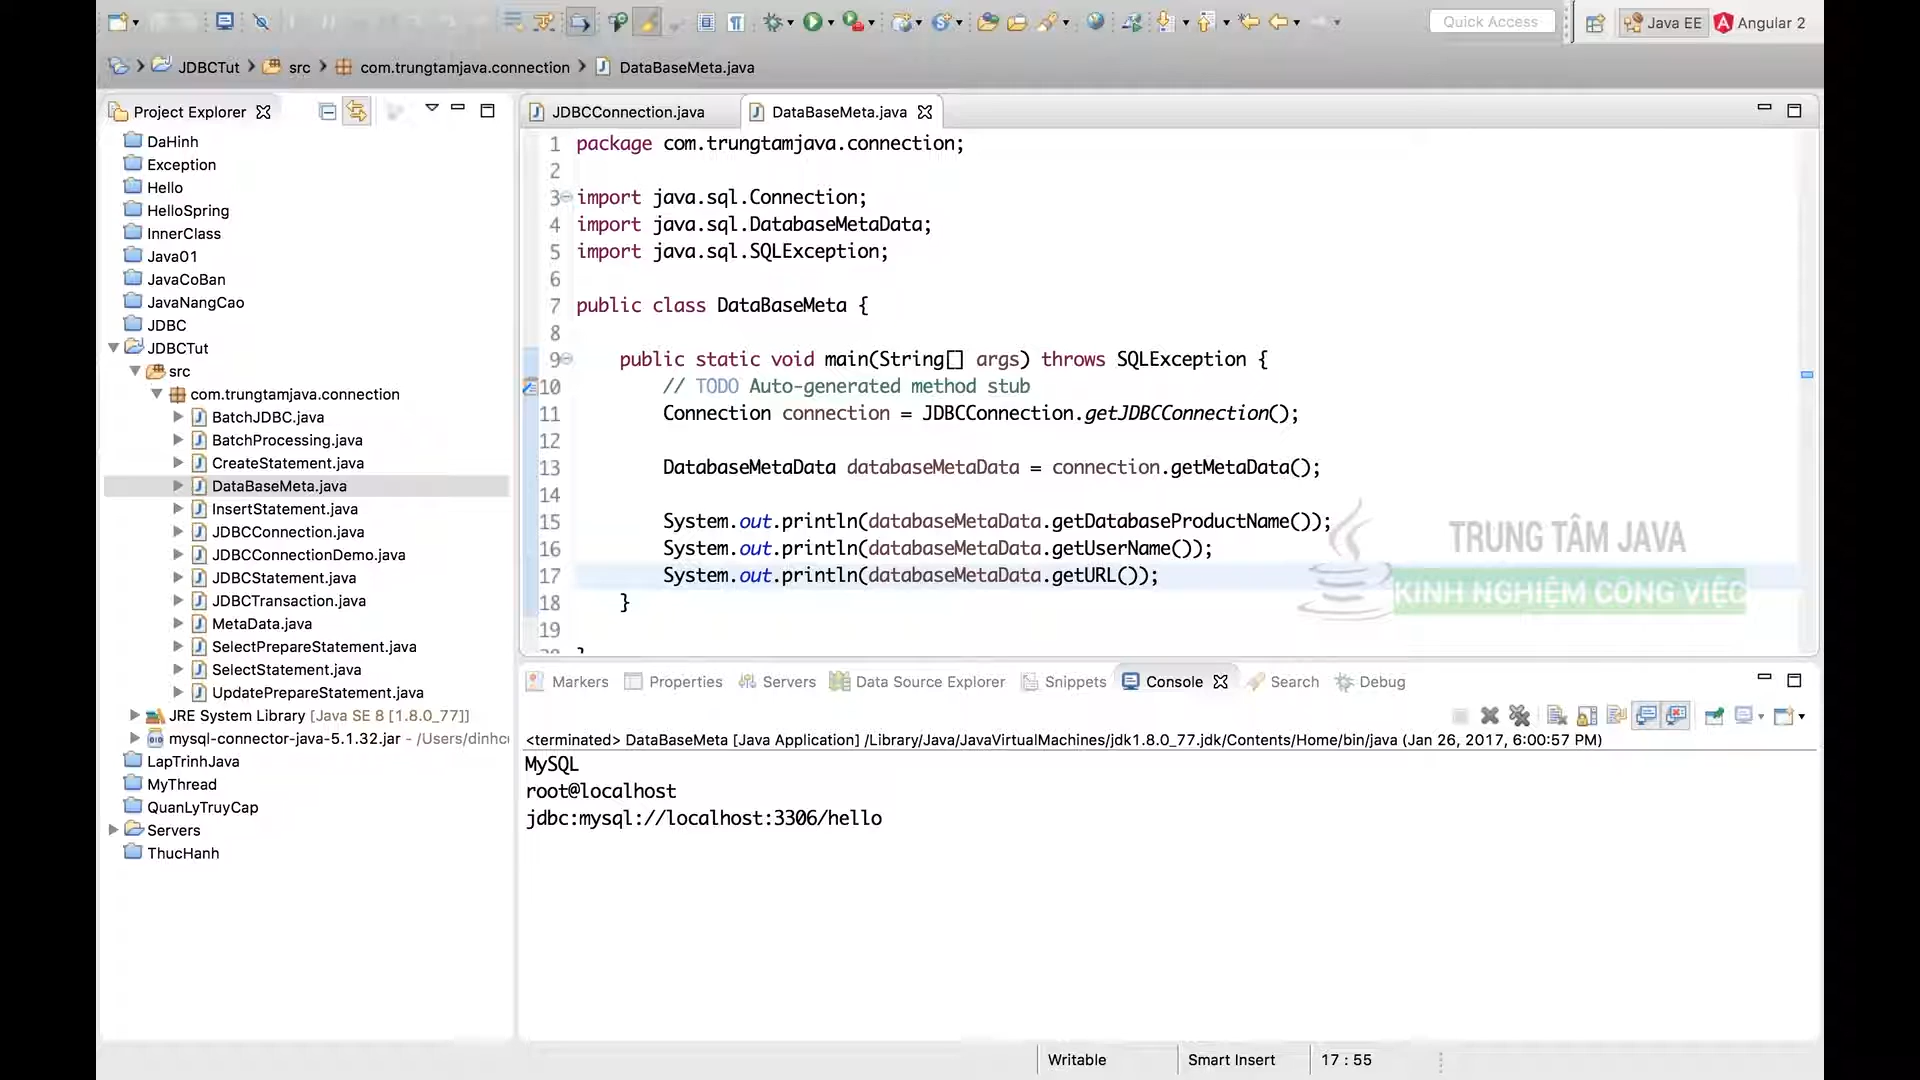 Quick Access
Java EE
Angular 2
JDBCTut
src
com.trungtamjava.connection
DataBaseMeta.java
Project Explorer
DaHinh
Exception
Hello
HelloSpring
InnerClass
Java01
JavaCoBan
JavaNangCao
JDBC
JDBCTut
src
com.trungtamjava.connection
BatchJDBC.java
BatchProcessing.java
CreateStatement.java
DataBaseMeta.java
InsertStatement.java
JDBCConnection.java
JDBCConnectionDemo.java
JDBCStatement.java
JDBCTransaction.java
MetaData.java
SelectPrepareStatement.java
SelectStatement.java
UpdatePrepareStatement.java
JRE System Library [Java SE 8 [1.8.0_77]]
mysql-connector-java-5.1.32.jar - /Users/dinhc
LapTrinhJava
MyThread
QuanLyTruyCap
Servers
ThucHanh
JDBCConnection.java
DataBaseMeta.java
1 package com.trungtamjava.connection;
2
3 import java.sql.Connection;
4 import java.sql.DatabaseMetaData;
5 import java.sql.SQLException;
6
7 public class DataBaseMeta {
8
9 public static void main(String[] args) throws SQLException {
10 // TODO Auto-generated method stub
11 Connection connection = JDBCConnection.getJDBCConnection();
12
13 DatabaseMetaData databaseMetaData = connection.getMetaData();
14
15 System.out.println(databaseMetaData.getDatabaseProductName());
16 System.out.println(databaseMetaData.getUserName());
17 System.out.println(databaseMetaData.getURL());
18 }
19
TRUNG TÂM JAVA
KINH NGHIỆM CÔNG VIỆC
Markers
Properties
Servers
Data Source Explorer
Snippets
Console
Search
Debug
<terminated> DataBaseMeta [Java Application] /Library/Java/JavaVirtualMachines/jdk1.8.0_77.jdk/Contents/Home/bin/java (Jan 26, 2017, 6:00:57 PM)
MySQL
root@localhost
jdbc:mysql://localhost:3306/hello
Writable
Smart Insert
17 : 55